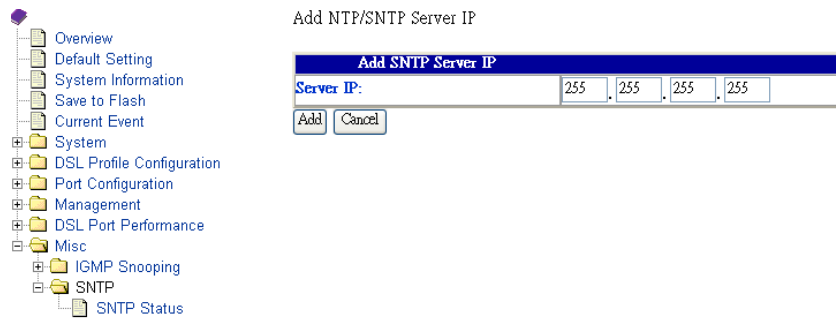 Overview
Default Setting
System Information
Save to Flash
Current Event
System
DSL Profile Configuration
Port Configuration
Management
DSL Port Performance
Misc
IGMP Snooping
SNTP
SNTP Status
Add NTP/SNTP Server IP
Add SNTP Server IP
Server IP: 255 . 255 . 255 . 255
Add Cancel